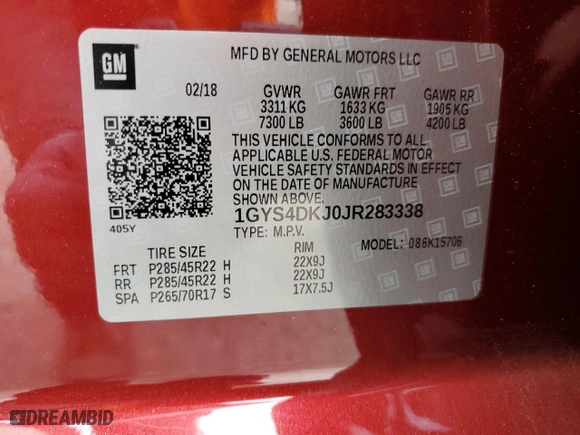 GM
MFD BY GENERAL MOTORS LLC
02/18 GVWR GAWR FRT GAWR RR
3311 KG 1633 KG 1905 KG
7300 LB 3600 LB 4200 LB
THIS VEHICLE CONFORMS TO ALL
APPLICABLE U.S. FEDERAL MOTOR
VEHICLE SAFETY STANDARDS IN EFFECT
ON THE DATE OF MANUFACTURE
SHOWN ABOVE.
1GYS4DKJ0JR283338
405Y
TYPE: M.P.V. MODEL: 086K15706
TIRE SIZE RIM
FRT P285/45R22 H 22X9J
RR P285/45R22 H 22X9J
SPA P265/70R17 S 17X7.5J
DREAMBID